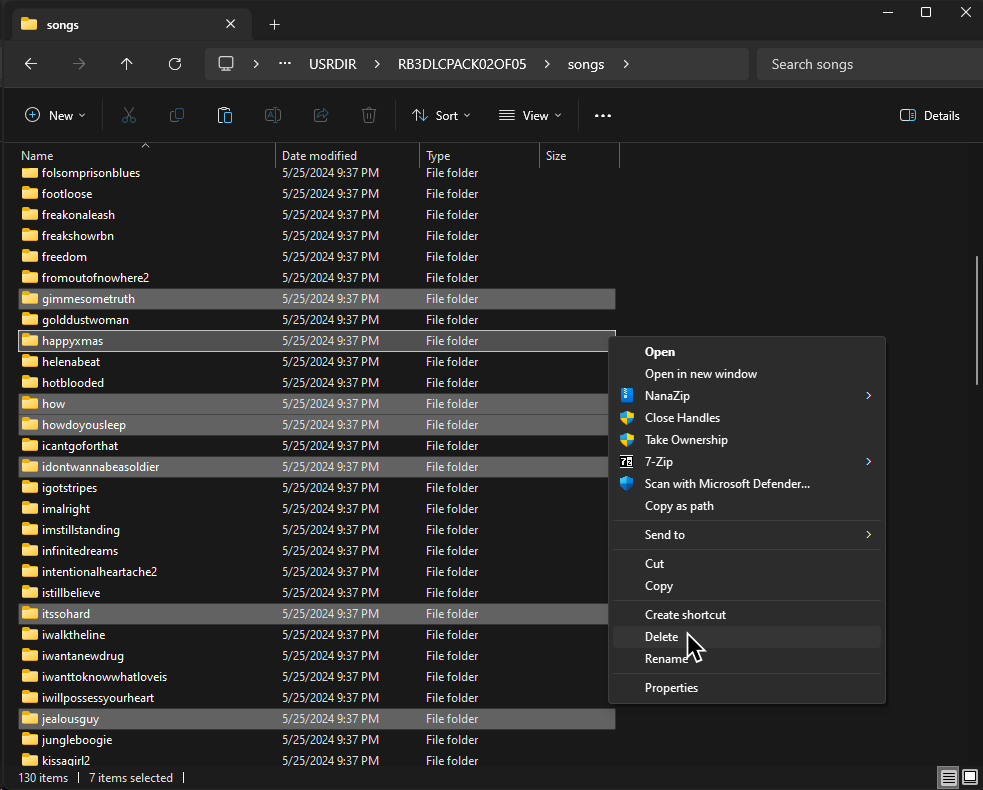 songs
USRDIR RB3DLCPACK02OF05 songs Search songs
New Sort View Details
Name Date modified Type Size
folsomprisonblues 5/25/2024 9:37 PM File folder
footloose 5/25/2024 9:37 PM File folder
freakonaleash 5/25/2024 9:37 PM File folder
freakshowrbn 5/25/2024 9:37 PM File folder
freedom 5/25/2024 9:37 PM File folder
fromoutofnowhere2 5/25/2024 9:37 PM File folder
gimmesometruth 5/25/2024 9:37 PM File folder
golddustwoman 5/25/2024 9:37 PM File folder
happyxmas 5/25/2024 9:37 PM File folder
helenabeat 5/25/2024 9:37 PM File folder
hotblooded 5/25/2024 9:37 PM File folder
how 5/25/2024 9:37 PM File folder
howdoyousleep 5/25/2024 9:37 PM File folder
icantgoforthat 5/25/2024 9:37 PM File folder
idontwannabeasoldier 5/25/2024 9:37 PM File folder
igotstripes 5/25/2024 9:37 PM File folder
imalright 5/25/2024 9:37 PM File folder
imstillstanding 5/25/2024 9:37 PM File folder
infinitedreams 5/25/2024 9:37 PM File folder
intentionalheartache2 5/25/2024 9:37 PM File folder
istillbelieve 5/25/2024 9:37 PM File folder
itssohard 5/25/2024 9:37 PM File folder
iwalktheline 5/25/2024 9:37 PM File folder
iwantanewdrug 5/25/2024 9:37 PM File folder
iwanttoknowwhatloveis 5/25/2024 9:37 PM File folder
iwillpossessyourheart 5/25/2024 9:37 PM File folder
jealousguy 5/25/2024 9:37 PM File folder
jungleboogie 5/25/2024 9:37 PM File folder
kissagirl2 5/25/2024 9:37 PM File folder
Open
Open in new window
NanaZip
Close Handles
Take Ownership
7-Zip
Scan with Microsoft Defender...
Copy as path
Send to
Cut
Copy
Create shortcut
Delete
Rename
Properties
130 items 7 items selected